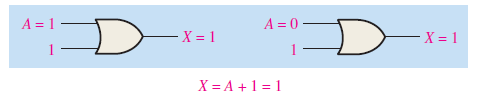 A = 1
1
X = 1
A = 0
1
X = 1
X = A + 1 = 1